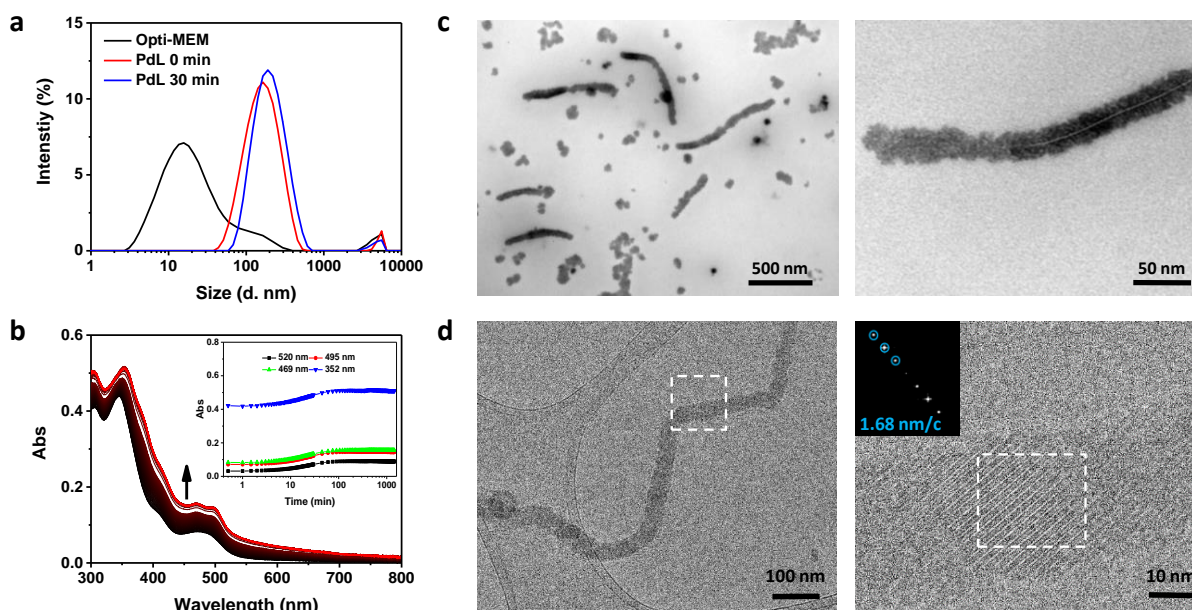 a
15
10
5
0
Intenstiy (%)
Opti-MEM
PdL 0 min
PdL 30 min
1 10 100 1000 10000
Size (d. nm)
b
0.6
0.4
0.2
0.0
Abs
300 400 500 600 700 800
Wavelength (nm)
0.8
0.6
0.4
0.2
0.0
Abs
520 nm 495 nm
469 nm 352 nm
1 10 100 1000
Time (min)
c
500 nm
50 nm
d
100 nm
1.68 nm/c
10 nm